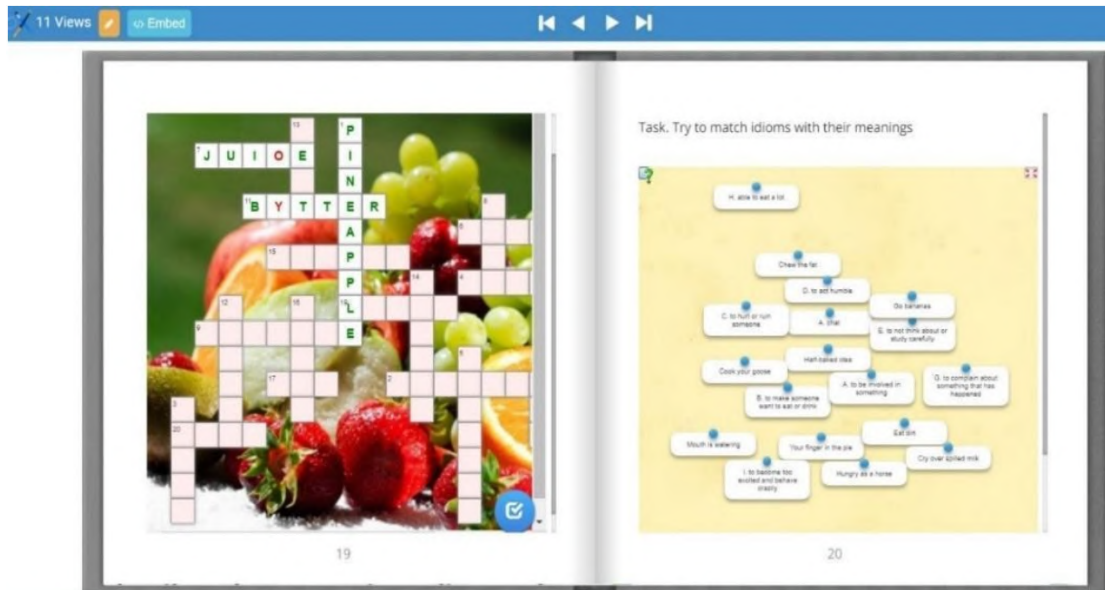 11 Views
</> Embed
Task. Try to match idioms with their meanings
PINEAPPLE
JUIOE
BYTTER
H. able to eat a lot
Chew the fat
D. to act humble
Go bananas
C. to hurt or ruin
someone
A. chat
E. to not think about or
study carefully
Half-baked idea
Cook your goose
A. to be involved in
something
G. to complain about
something that has
happened
B. to make someone
want to eat or drink
Eat dirt
Mouth is watering
Your finger in the pie
Cry over spilled milk
I. to become too
excited and behave
crazily
Hungry as a horse
19
20